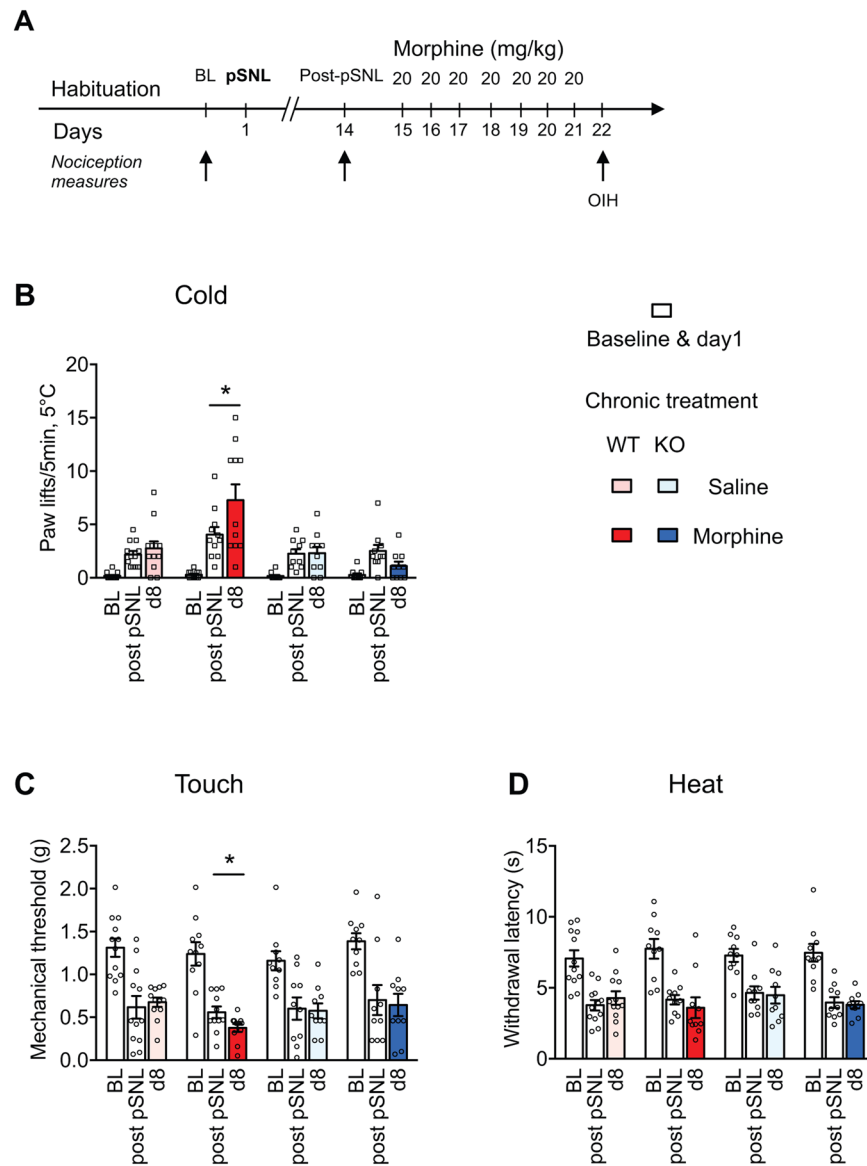 A
Morphine (mg/kg)
Habituation BL pSNL Post-pSNL 20 20 20 20 20 20 20
Days 1 14 15 16 17 18 19 20 21 22
Nociception
measures
OIH
B
Cold
Paw lifts/5min, 5°C
20
15
10
5
0
*
BL post pSNL d8 BL post pSNL d8 BL post pSNL d8 BL post pSNL d8
Baseline & day1
Chronic treatment
WT KO
Saline
Morphine
C
Touch
Mechanical threshold (g)
2.5
2.0
1.5
1.0
0.5
0.0
*
BL post pSNL d8 BL post pSNL d8 BL post pSNL d8 BL post pSNL d8
D
Heat
Withdrawal latency (s)
15
10
5
0
BL post pSNL d8 BL post pSNL d8 BL post pSNL d8 BL post pSNL d8